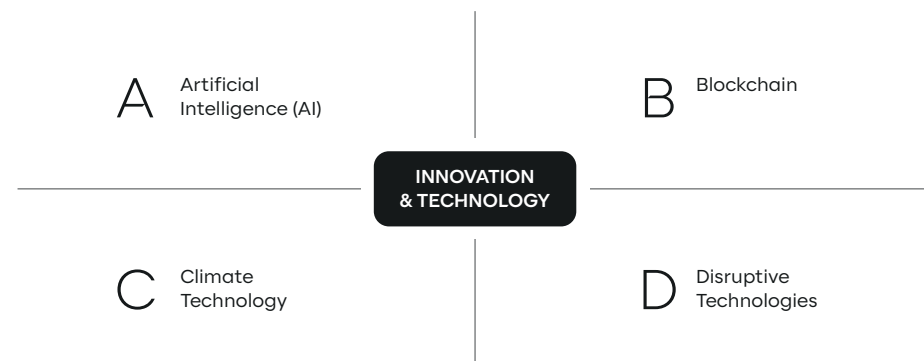 A
Artificial
Intelligence (AI)
B
Blockchain
INNOVATION
& TECHNOLOGY
C
Climate
Technology
D
Disruptive
Technologies